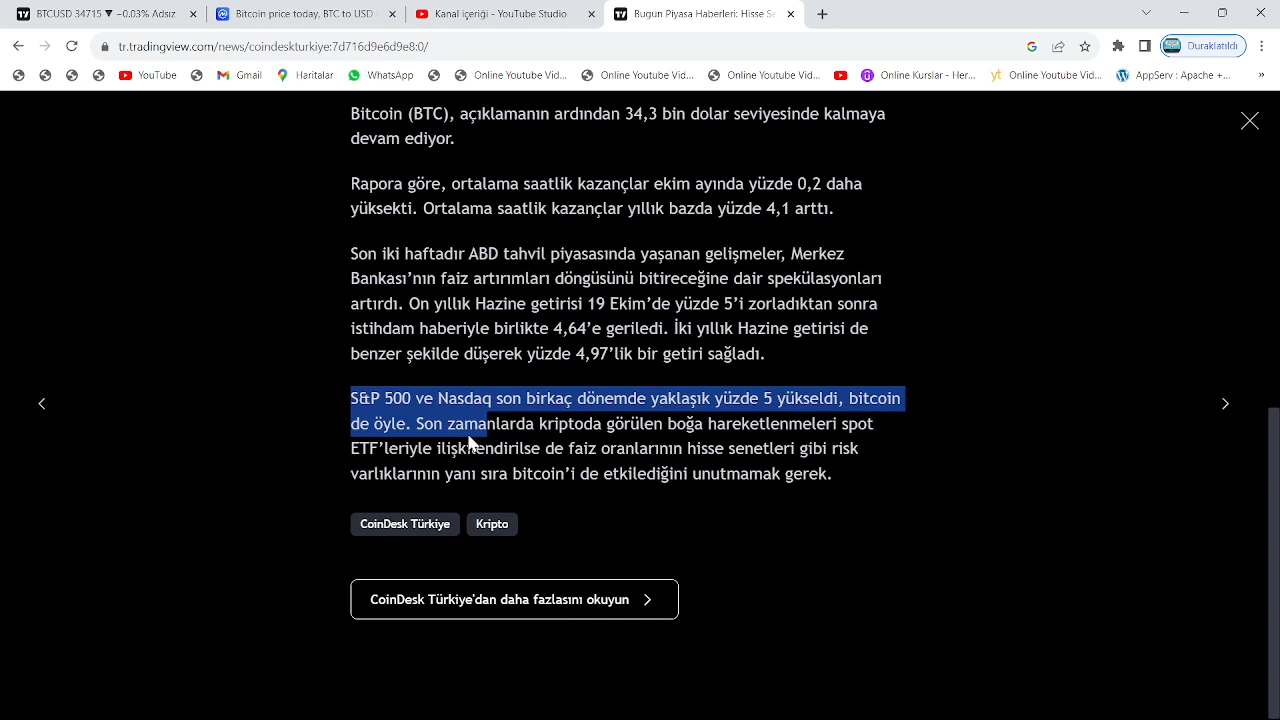 BTCUSD 34715 ▼ −0.03% Adsız
Bitcoin price today, BTC to USD
Kanal içeriği - YouTube Studio
Bugün Piyasa Haberleri: Hisse Se
tr.tradingview.com/news/coindeskturkiye:7d716d9e6d9e8:0/
Duraklatıldı
YouTube
Gmail
Haritalar
WhatsApp
Online Youtube Vid...
Online Youtube Vid...
Online Youtube Vid...
Online Kurslar - Her...
Online Youtube Vid...
AppServ : Apache +...
Bitcoin (BTC), açıklamanın ardından 34,3 bin dolar seviyesinde kalmaya
devam ediyor.
Rapora göre, ortalama saatlik kazançlar ekim ayında yüzde 0,2 daha
yüksekti. Ortalama saatlik kazançlar yıllık bazda yüzde 4,1 arttı.
Son iki haftadır ABD tahvil piyasasında yaşanan gelişmeler, Merkez
Bankası’nın faiz artırımları döngüsünü bitireceğine dair spekülasyonları
artırdı. On yıllık Hazine getirisi 19 Ekim’de yüzde 5’i zorladıktan sonra
istihdam haberiyle birlikte 4,64’e geriledi. İki yıllık Hazine getirisi de
benzer şekilde düşerek yüzde 4,97’lik bir getiri sağladı.
S&P 500 ve Nasdaq son birkaç dönemde yaklaşık yüzde 5 yükseldi, bitcoin
de öyle. Son zamanlarda kriptoda görülen boğa hareketlenmeleri spot
ETF’leriyle ilişkilendirilse de faiz oranlarının hisse senetleri gibi risk
varlıklarının yanı sıra bitcoin’i de etkilediğini unutmamak gerek.
CoinDesk Türkiye
Kripto
CoinDesk Türkiye'dan daha fazlasını okuyun